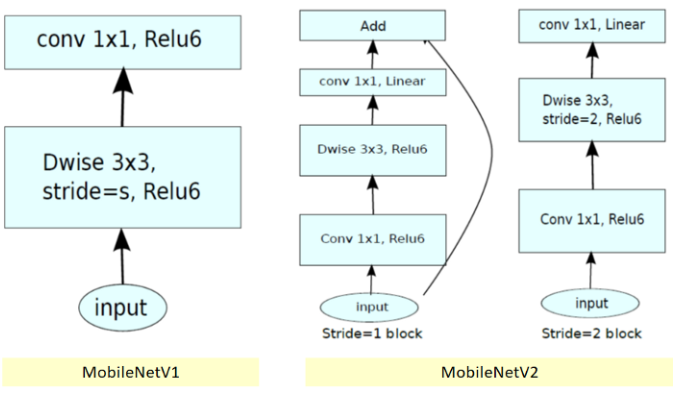 conv 1x1, Relu6
Dwise 3x3,
stride=s, Relu6
input
MobileNetV1
Add
conv 1x1, Linear
Dwise 3x3, Relu6
Conv 1x1, Relu6
input
Stride=1 block
conv 1x1, Linear
Dwise 3x3,
stride=2, Relu6
Conv 1x1, Relu6
input
Stride=2 block
MobileNetV2